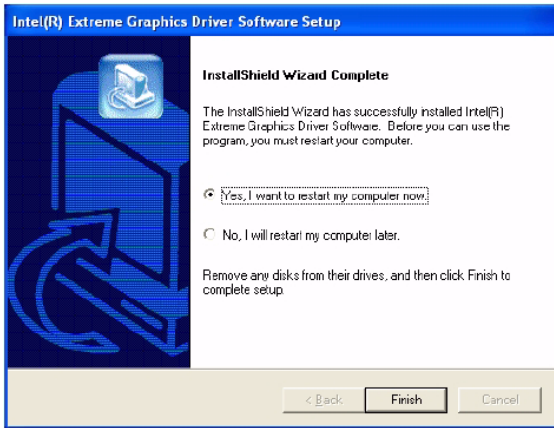 Intel(R) Extreme Graphics Driver Software Setup
InstallShield Wizard Complete
The InstallShield Wizard has successfully installed Intel(R)
Extreme Graphics Driver Software. Before you can use the
program, you must restart your computer.
Yes, I want to restart my computer now.
No, I will restart my computer later.
Remove any disks from their drives, and then click Finish to
complete setup.
< Back
Finish
Cancel